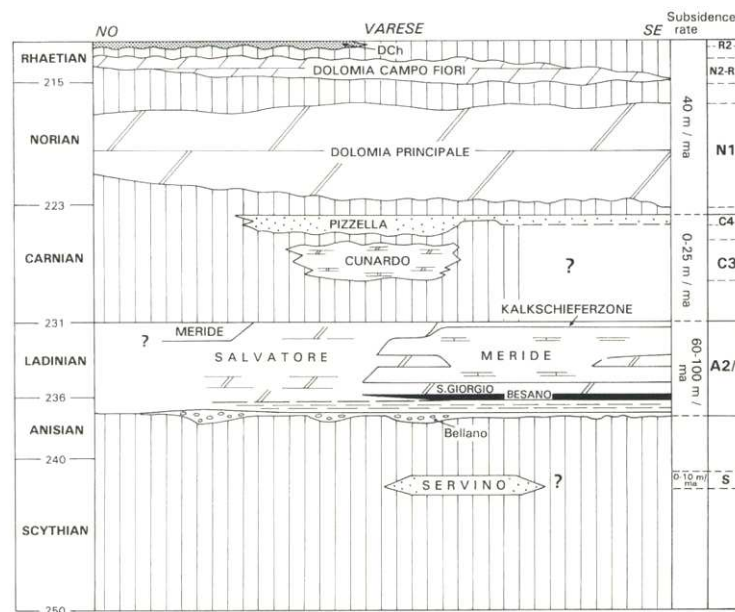 NO VARESE SE Subsidence rate
RHAETIAN
DCh
R2
DOLOMIA CAMPO FIORI
N2-R
215
40 m / ma
NORIAN
DOLOMIA PRINCIPALE
N1
223
PIZZELLA
C4
CARNIAN
CUNARDO
?
0-25 m / ma
C3
KALKSCHIEFERZONE
231
? MERIDE
LADINIAN
SALVATORE
MERIDE
60-100 m / ma
A2/
S.GIORGIO
BESANO
236
ANISIAN
Bellano
240
SERVINO
?
0-10 m/ ma
S
SCYTHIAN
250